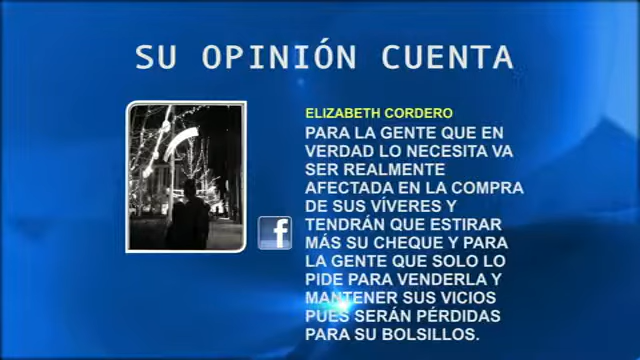 SU OPINIÓN CUENTA
ELIZABETH CORDERO
PARA LA GENTE QUE EN
VERDAD LO NECESITA VA
SER REALMENTE
AFECTADA EN LA COMPRA
DE SUS VÍVERES Y
TENDRÁN QUE ESTIRAR
MÁS SU CHEQUE Y PARA
LA GENTE QUE SOLO LO
PIDE PARA VENDERLA Y
MANTENER SUS VICIOS
PUES SERÁN PÉRDIDAS
PARA SU BOLSILLOS.